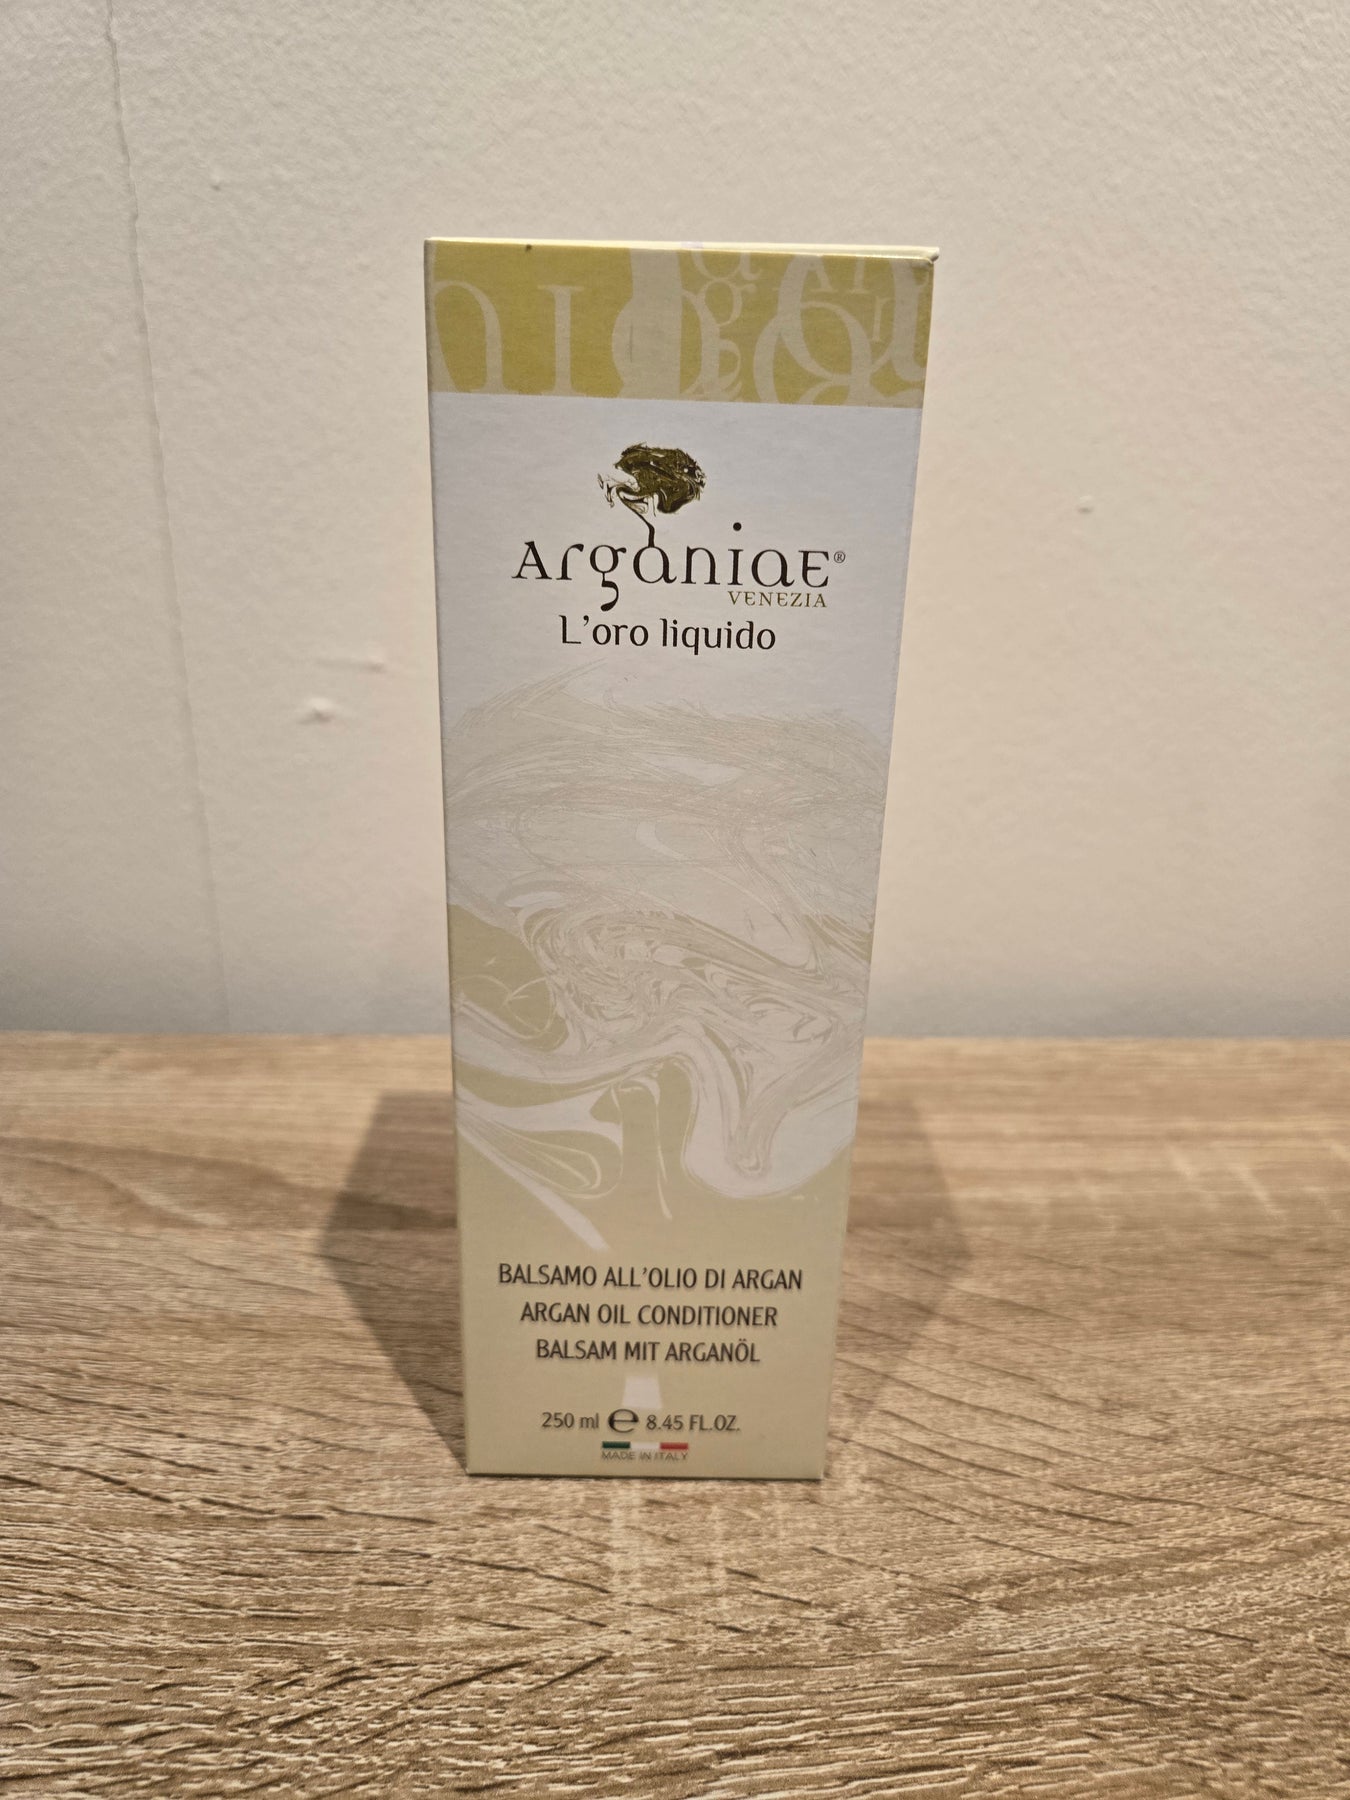 ArganiaE®
VENEZIA
L'oro liquido
BALSAMO ALL'OLIO DI ARGAN
ARGAN OIL CONDITIONER
BALSAM MIT ARGANÖL
250 ml ℮ 8.45 FL.OZ.
MADE IN ITALY